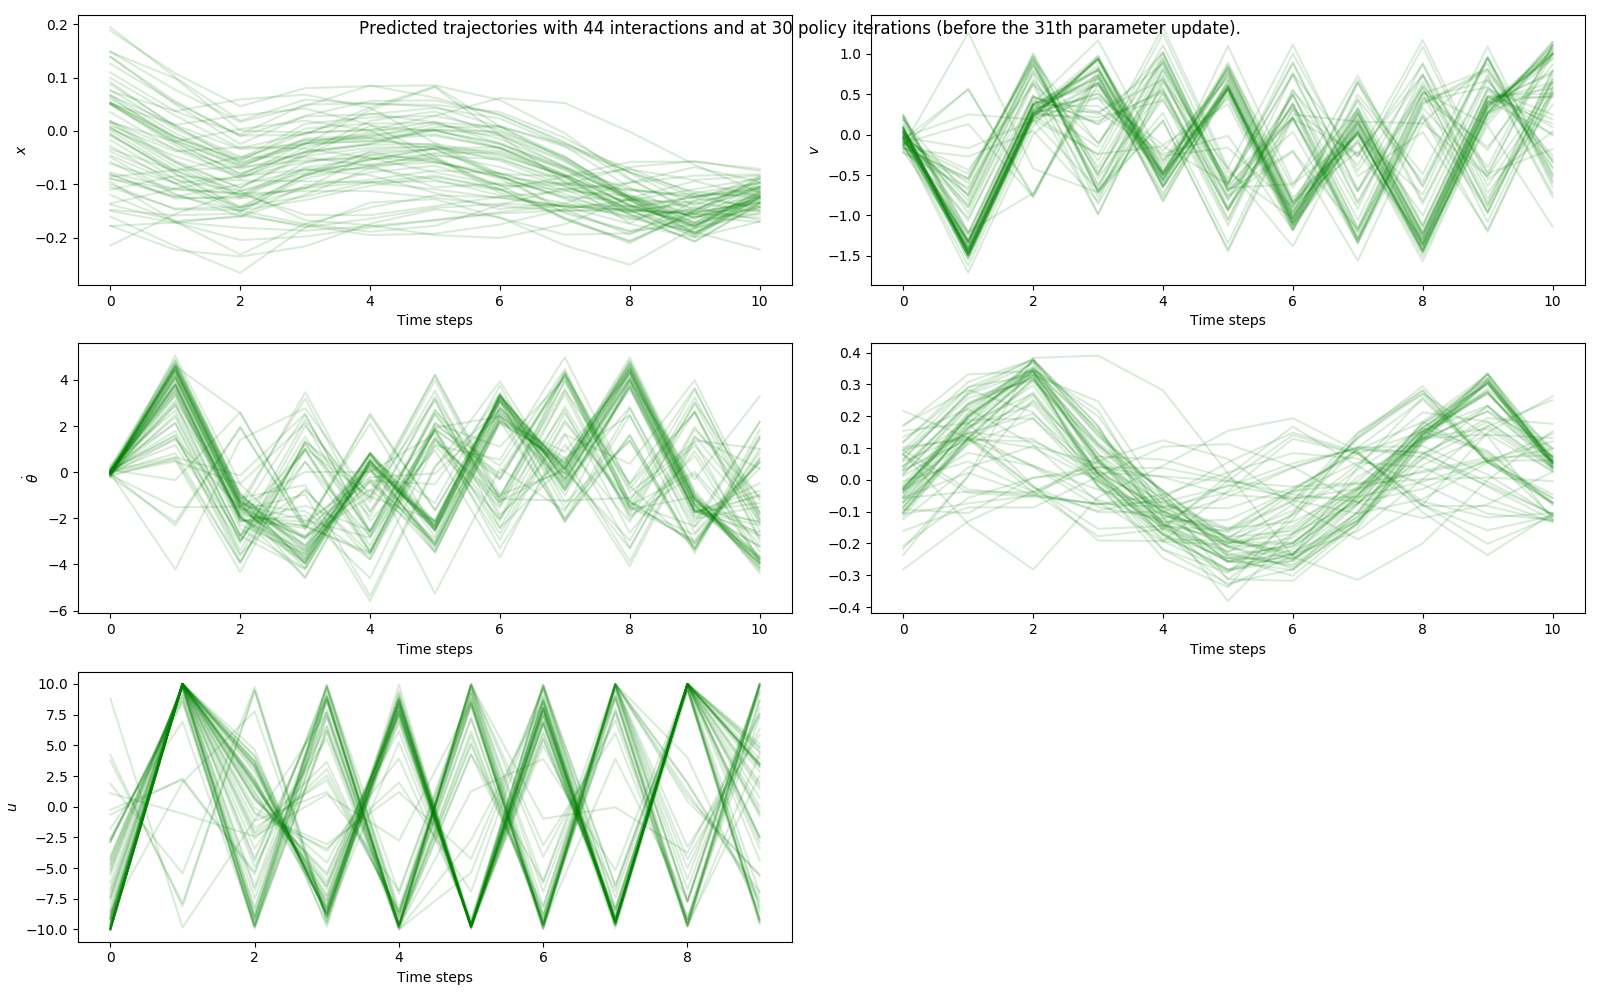 Predicted trajectories with 44 interactions and at 30 policy iterations (before the 31th parameter update).
0.2
0.1
0.0
−0.1
−0.2
x
0 2 4 6 8 10
Time steps
1.0
0.5
0.0
−0.5
−1.0
−1.5
v
0 2 4 6 8 10
Time steps
4
2
0
−2
−4
−6
θ̇
0 2 4 6 8 10
Time steps
0.4
0.3
0.2
0.1
0.0
−0.1
−0.2
−0.3
−0.4
θ
0 2 4 6 8 10
Time steps
10.0
7.5
5.0
2.5
0.0
−2.5
−5.0
−7.5
−10.0
u
0 2 4 6 8
Time steps